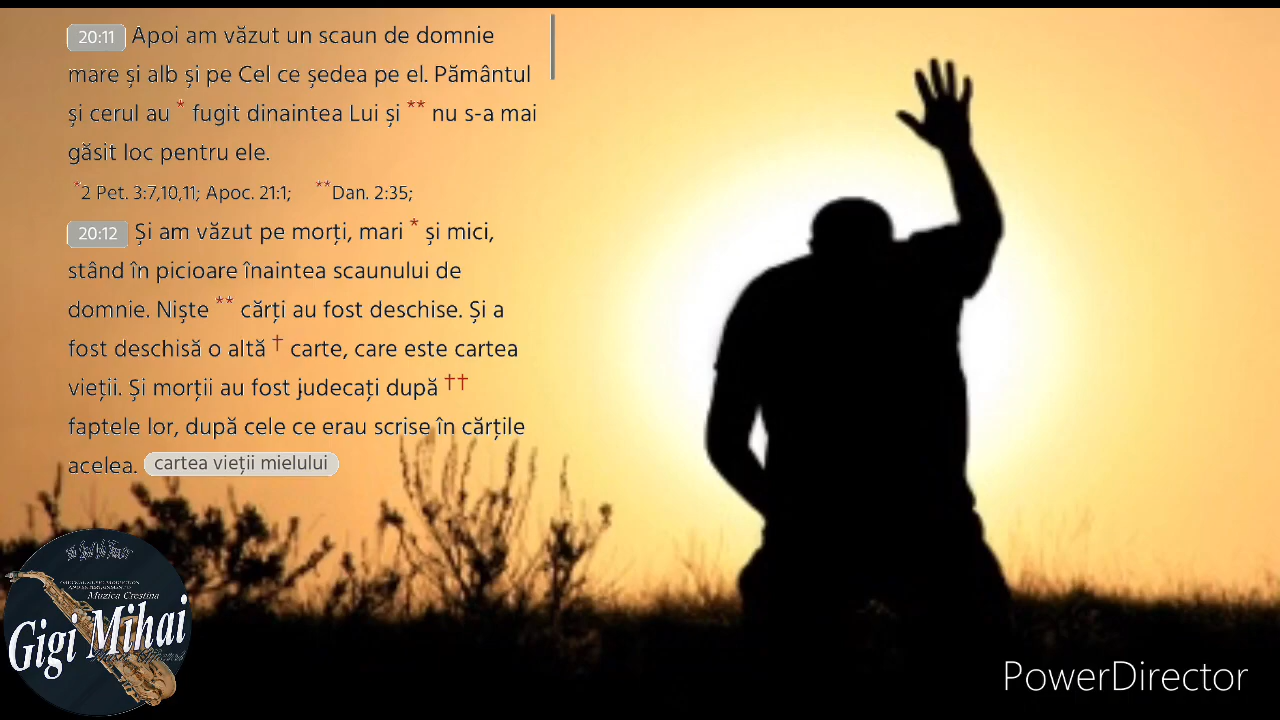 20:11 Apoi am văzut un scaun de domnie
mare și alb și pe Cel ce ședea pe el. Pământul
și cerul au * fugit dinaintea Lui și ** nu s-a mai
găsit loc pentru ele.
*2 Pet. 3:7,10,11; Apoc. 21:1; **Dan. 2:35;
20:12 Și am văzut pe morți, mari * și mici,
stând în picioare înaintea scaunului de
domnie. Niște ** cărți au fost deschise. Și a
fost deschisă o altă † carte, care este cartea
vieții. Și morții au fost judecați după ††
faptele lor, după cele ce erau scrise în cărțile
acelea. cartea vieții mielului
Muzica Crestina
Gigi Mihai
PowerDirector